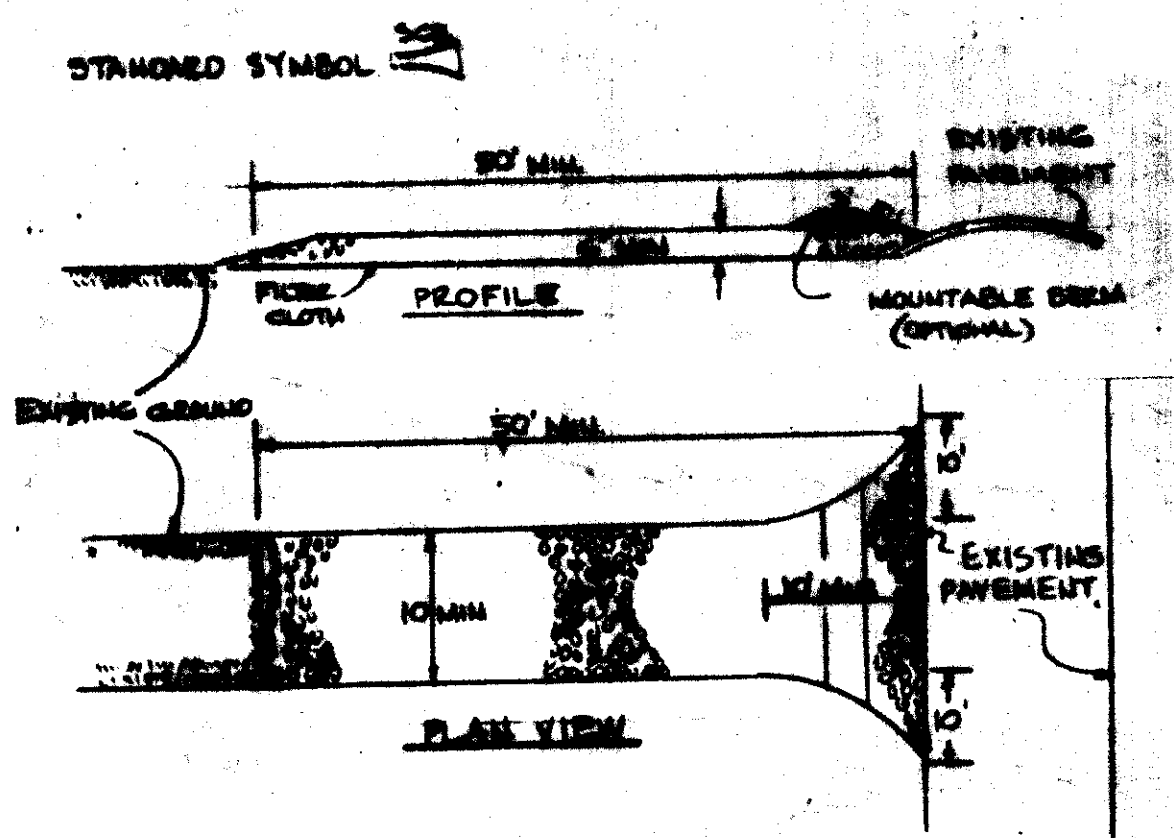 STANDARD SYMBOL
50' MIN.
EXISTING
PAVEMENT
6" MIN
FILTER
CLOTH
PROFILE
MOUNTABLE BERM
(OPTIONAL)
EXISTING GROUND
50' MIN.
10'
EXISTING
PAVEMENT.
10' MIN
10' MIN
10'
PLAN VIEW